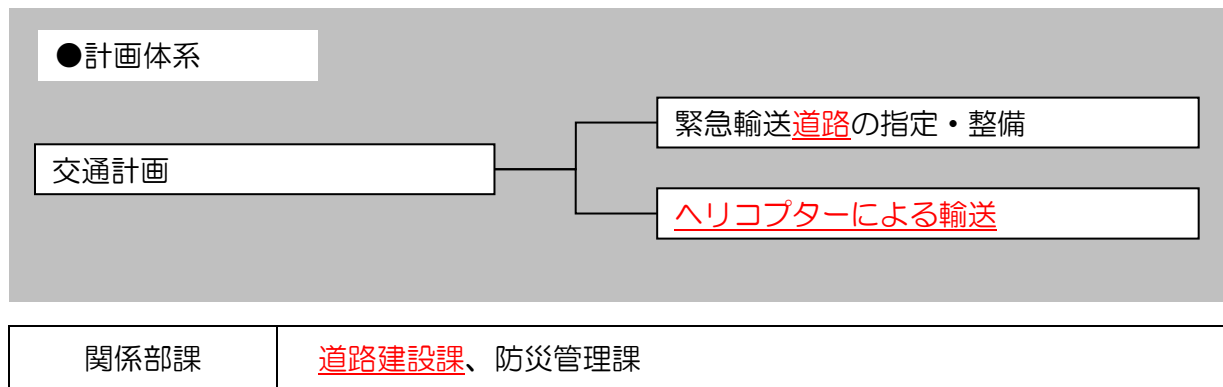 ●計画体系
緊急輸送道路の指定・整備
交通計画
ヘリコプターによる輸送
関係部課 道路建設課、防災管理課